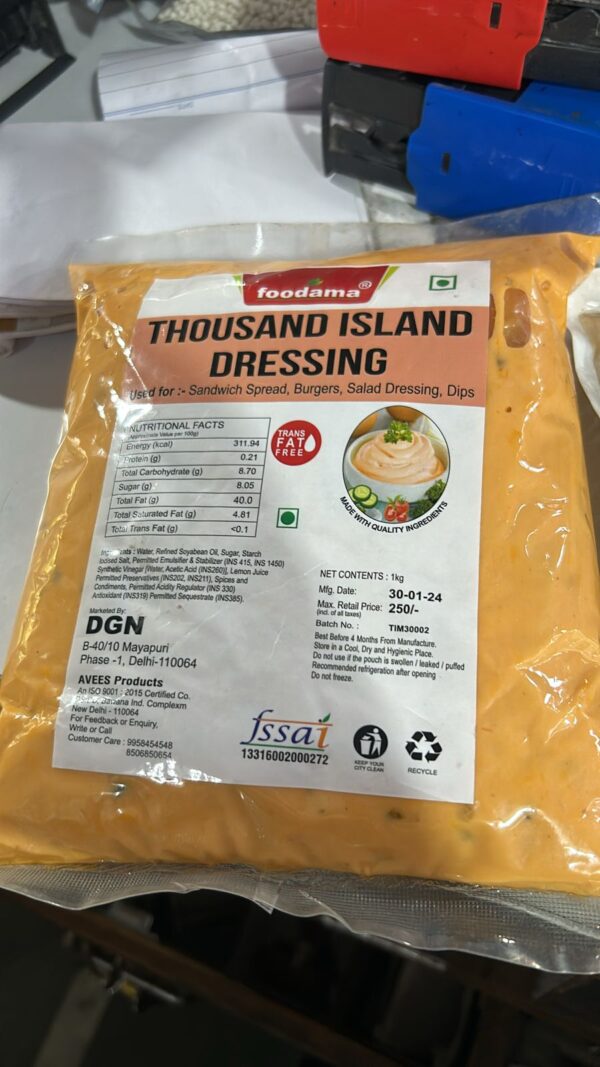 foodama®
THOUSAND ISLAND
DRESSING
Used for :- Sandwich Spread, Burgers, Salad Dressing, Dips
NUTRITIONAL FACTS
(Approximate Value per 100g)
Energy (kcal) 311.94
Protein (g) 0.21
Total Carbohydrate (g) 8.70
Sugar (g) 8.05
Total Fat (g) 40.0
Total Saturated Fat (g) 4.81
Total Trans Fat (g) <0.1
TRANS
FAT
FREE
MADE WITH QUALITY INGREDIENTS
Ingredients : Water, Refined Soyabean Oil, Sugar, Starch
Iodised Salt, Permitted Emulsifier & Stabilizer (INS 415, INS 1450)
Synthetic Vinegar [Water, Acetic Acid (INS260)], Lemon Juice
Permitted Preservatives (INS202, INS211), Spices and
Condiments, Permitted Acidity Regulator (INS 330)
Antioxidant (INS319) Permitted Sequestrate (INS385).
Marketed By:
DGN
B-40/10 Mayapuri
Phase -1, Delhi-110064
AVEES Products
An ISO 9001 : 2015 Certified Co.
Ind. Complexm
New Delhi - 110064
For Feedback or Enquiry,
Write or Call
Customer Care : 9958454548
8506850654
NET CONTENTS : 1kg
Mfg. Date: 30-01-24
Max. Retail Price: 250/-
(incl. of all taxes)
Batch No. : TIM30002
Best Before 4 Months From Manufacture.
Store in a Cool, Dry and Hygienic Place.
Do not use if the pouch is swollen / leaked / puffed
Recommended refrigeration after opening
Do not freeze.
fssai
13316002000272
KEEP YOUR
CITY CLEAN
RECYCLE